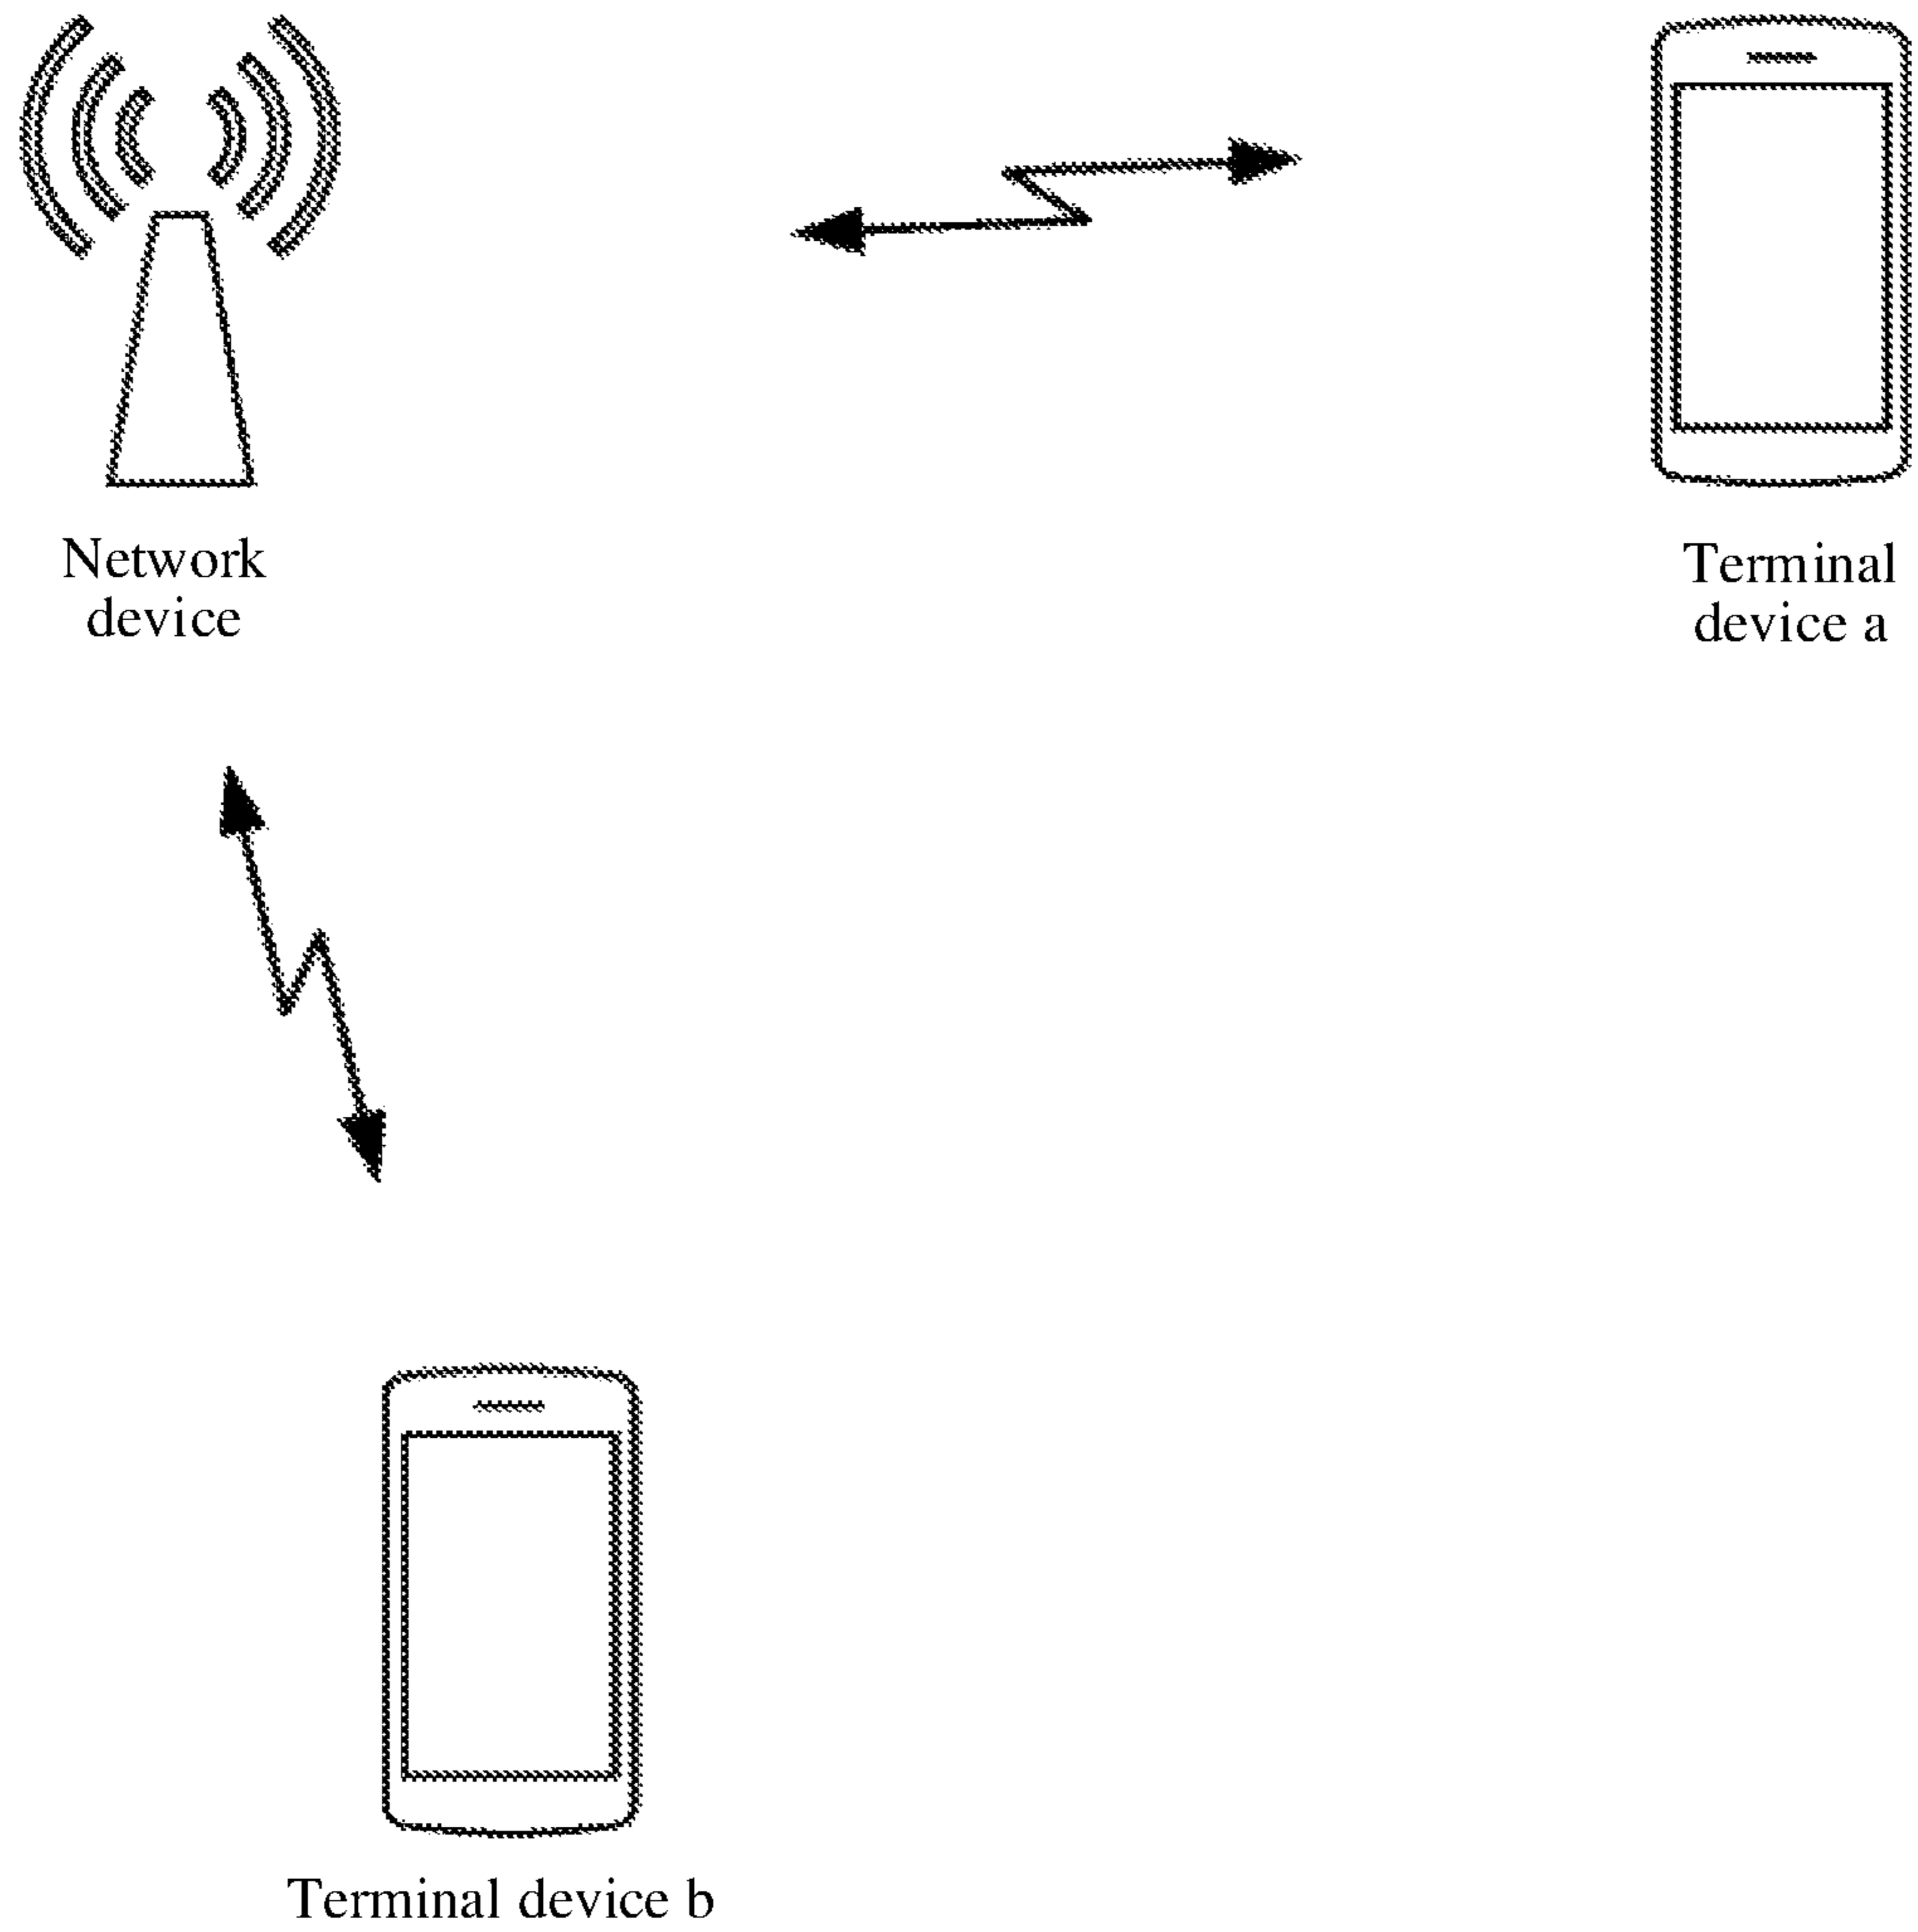 Network
device
Terminal
device a
Terminal device b